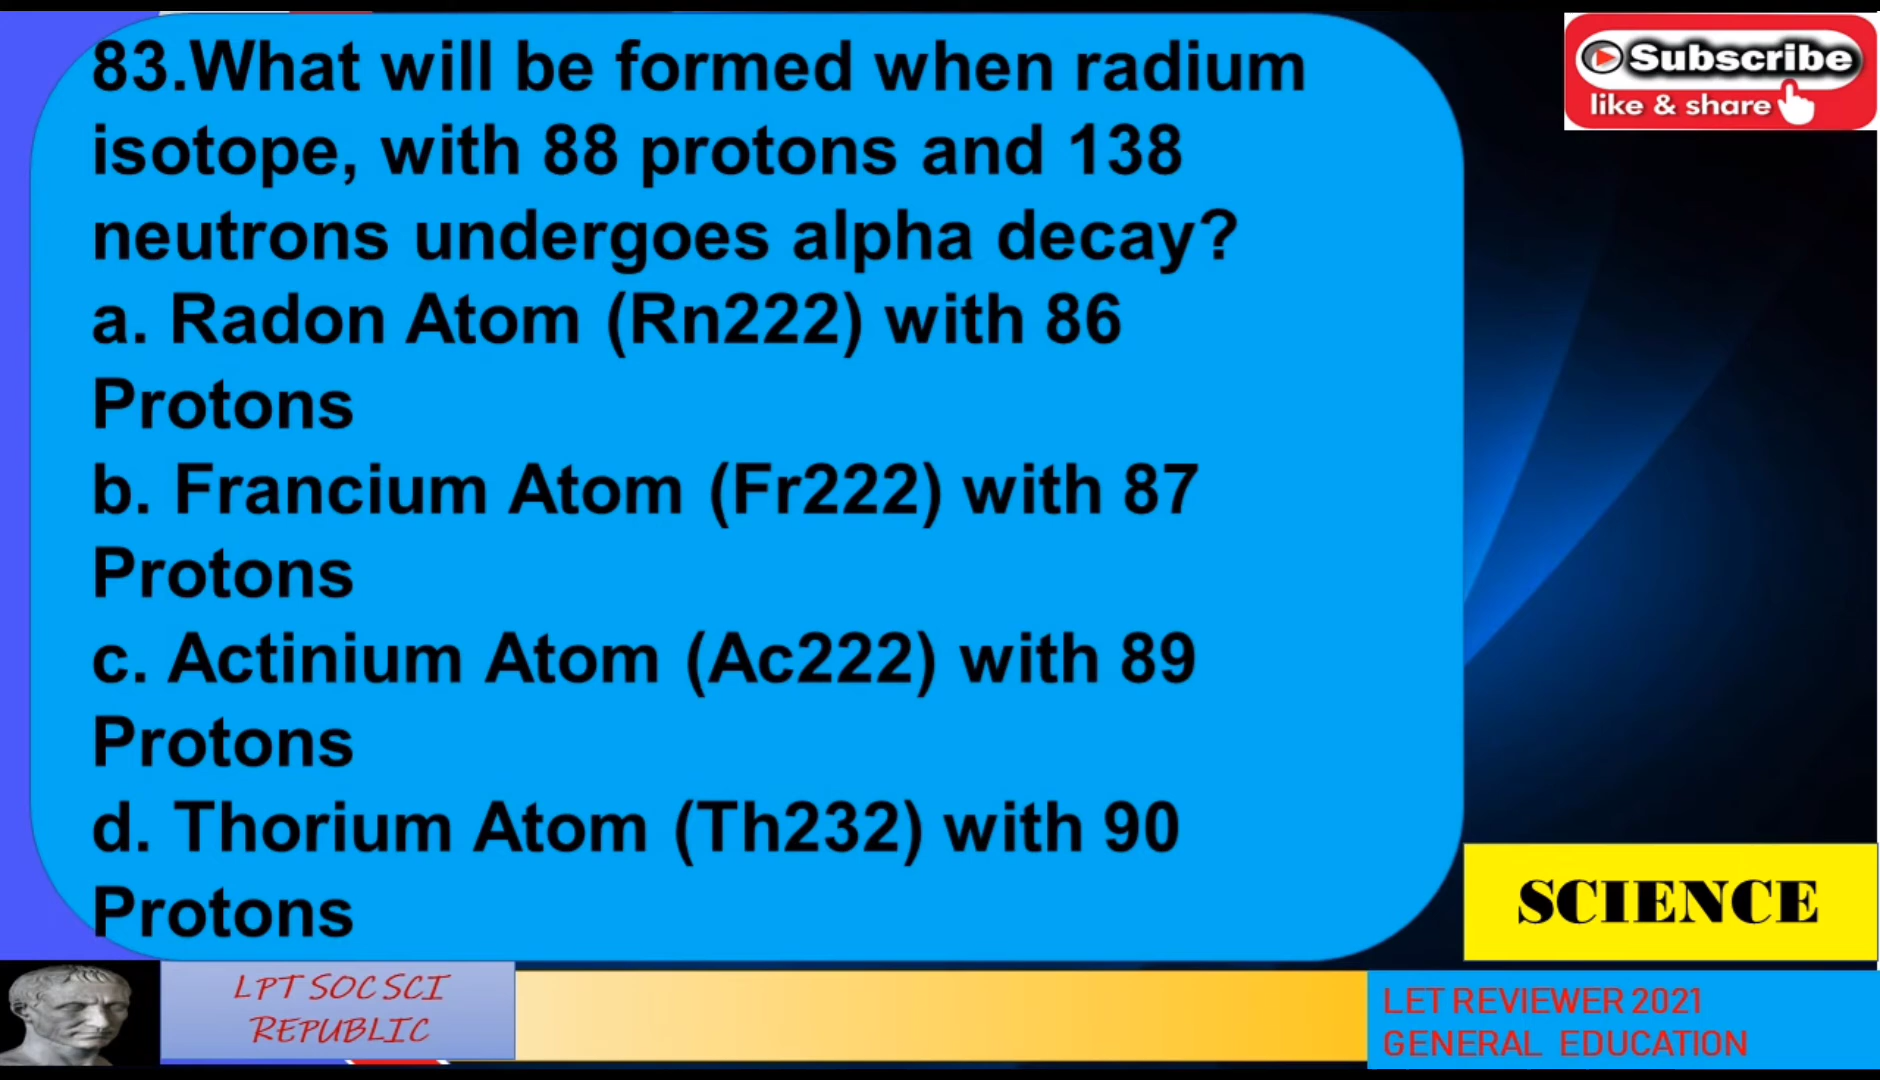 83.What will be formed when radium
isotope, with 88 protons and 138
neutrons undergoes alpha decay?
a. Radon Atom (Rn222) with 86
Protons
b. Francium Atom (Fr222) with 87
Protons
c. Actinium Atom (Ac222) with 89
Protons
d. Thorium Atom (Th232) with 90
Protons
Subscribe
like & share
SCIENCE
LPT SOC SCI
REPUBLIC
LET REVIEWER 2021
GENERAL EDUCATION